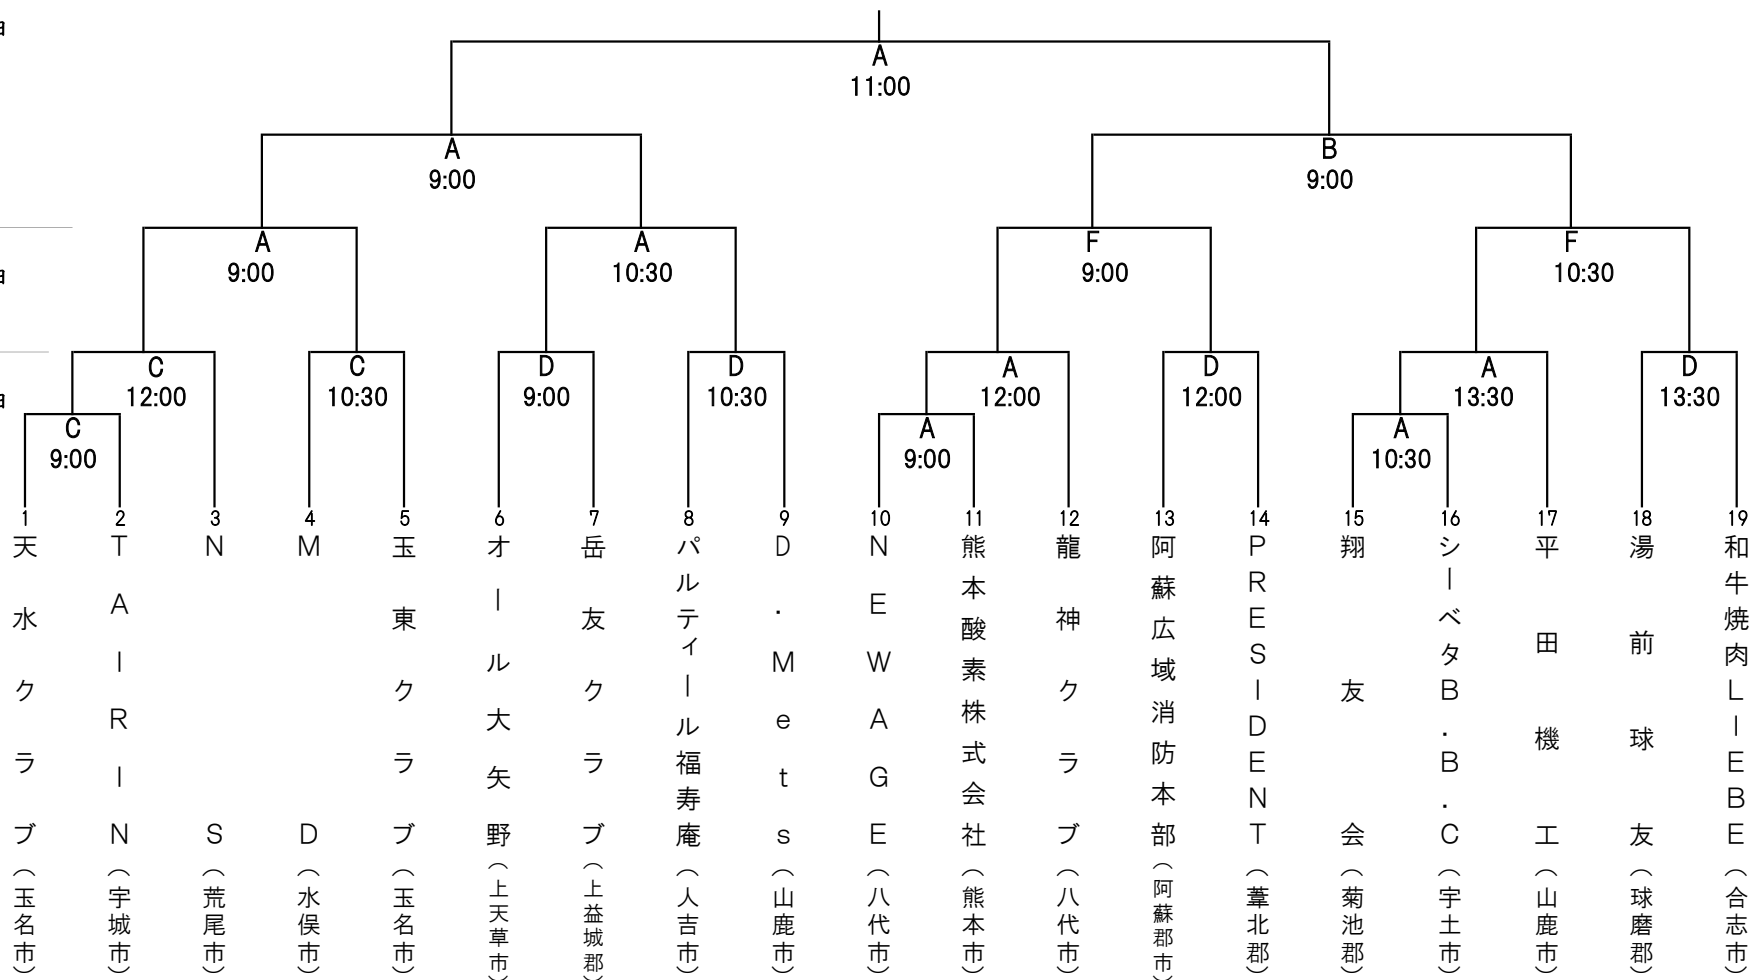 A
11:00
A
9:00
B
9:00
A
9:00
A
10:30
F
9:00
F
10:30
C
12:00
C
10:30
D
9:00
D
10:30
A
12:00
D
12:00
A
13:30
D
13:30
C
9:00
A
9:00
A
10:30
1 天水クラブ（玉名市）
2 TAIRIN（宇城市）
3 NS（荒尾市）
4 MD（水俣市）
5 玉東クラブ（玉名市）
6 オール大矢野（上天草市）
7 岳友クラブ（上益城郡）
8 パルティール福寿庵（人吉市）
9 D.Mets（山鹿市）
10 NEWAGE（八代市）
11 熊本酸素株式会社（熊本市）
12 龍神クラブ（八代市）
13 阿蘇広域消防本部（阿蘇郡市）
14 PRESIDENT（葦北郡）
15 翔友会（菊池郡）
16 シーベタB.B.C（宇土市）
17 平田機工（山鹿市）
18 湯前球友（球磨郡）
19 和牛焼肉LIEBE（合志市）